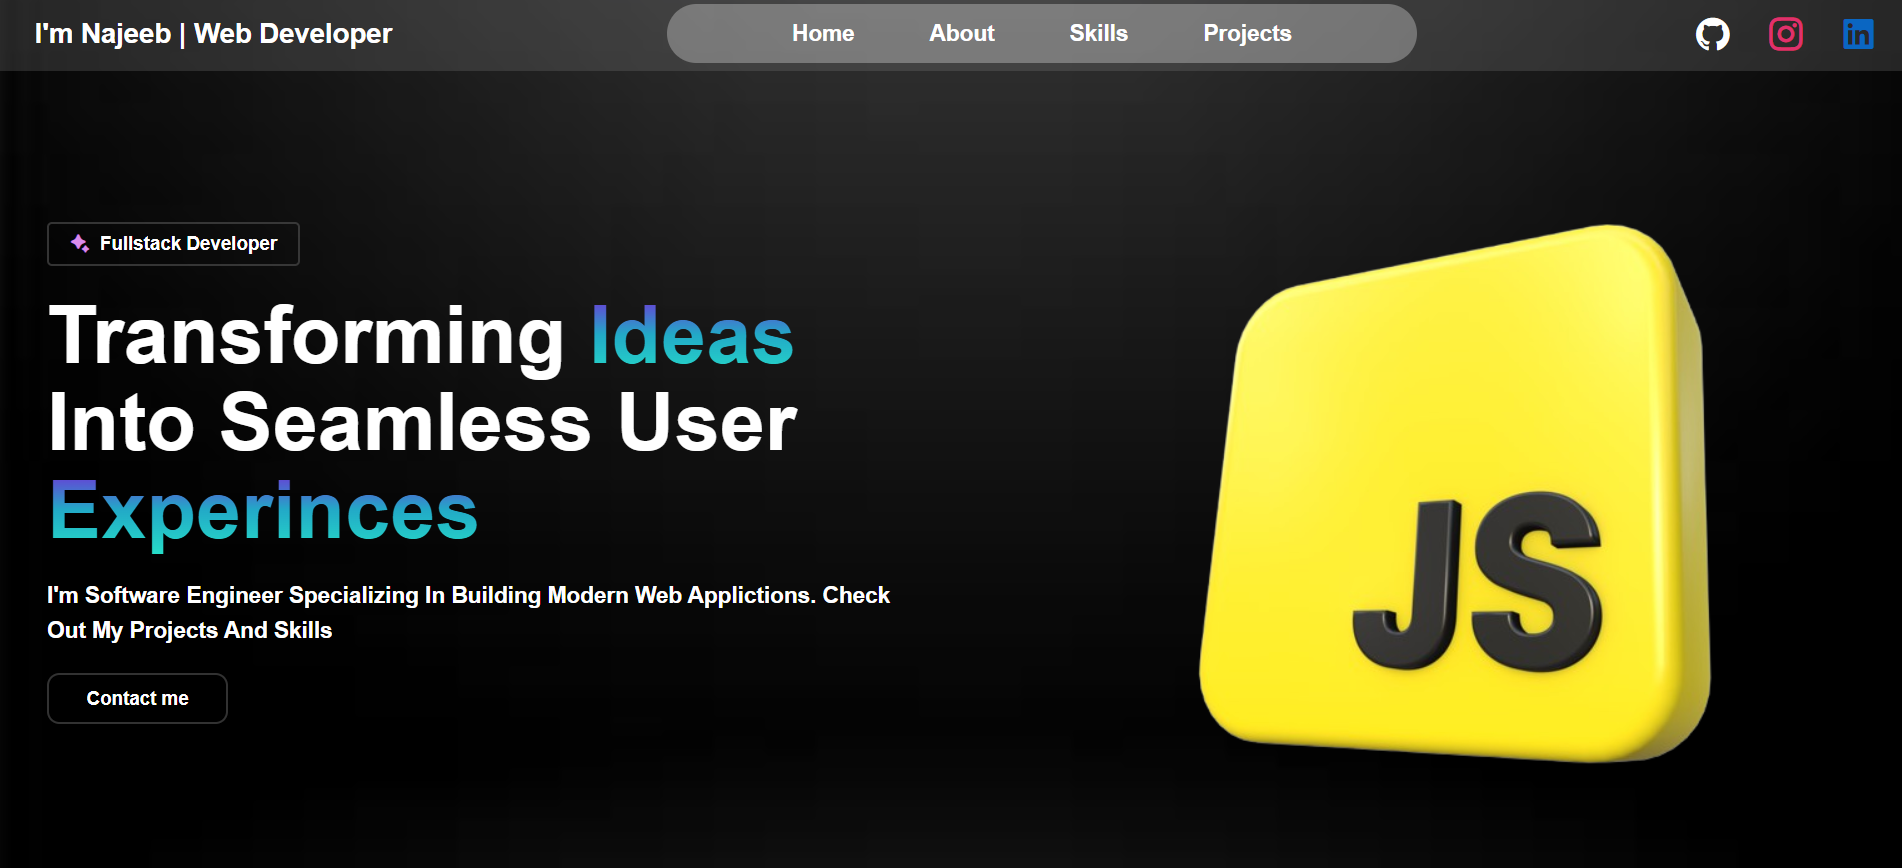 I'm Najeeb | Web Developer
Home
About
Skills
Projects
in
Fullstack Developer
Transforming Ideas
Into Seamless User
Experinces
I'm Software Engineer Specializing In Building Modern Web Applictions. Check
Out My Projects And Skills
Contact me
JS